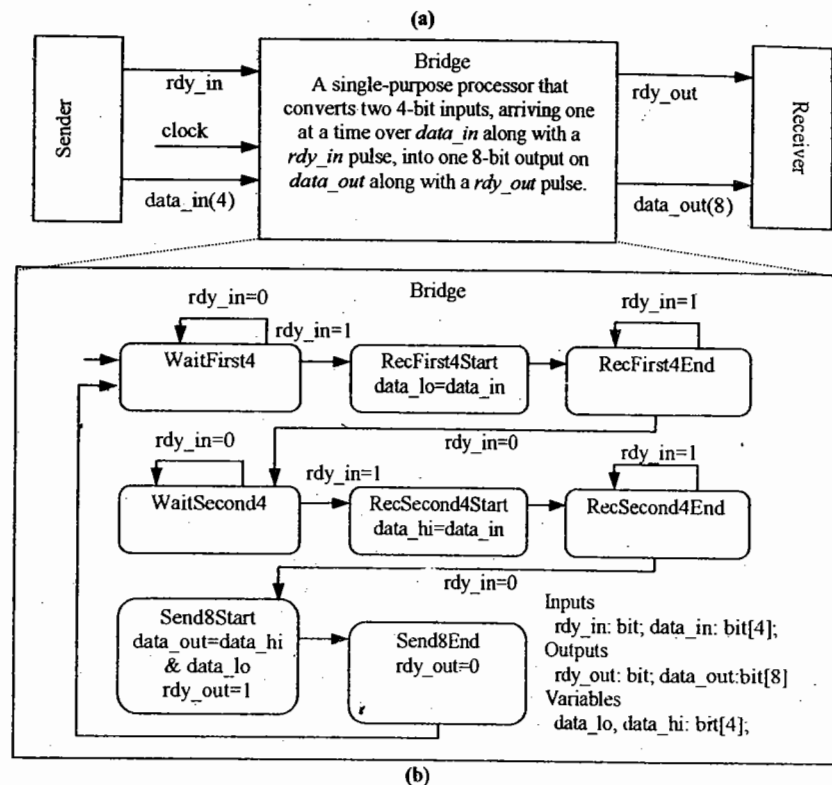 (a)
Bridge
A single-purpose processor that
converts two 4-bit inputs, arriving one
at a time over data_in along with a
rdy_in pulse, into one 8-bit output on
data_out along with a rdy_out pulse.
Sender
rdy_in
clock
data_in(4)
rdy_out
data_out(8)
Receiver
Bridge
rdy_in=0
rdy_in=1
rdy_in=1
WaitFirst4
RecFirst4Start
data_lo=data_in
RecFirst4End
rdy_in=0
rdy_in=0
rdy_in=1
rdy_in=1
WaitSecond4
RecSecond4Start
data_hi=data_in
RecSecond4End
rdy_in=0
Send8Start
data_out=data_hi
& data_lo
rdy_out=1
Send8End
rdy_out=0
Inputs
rdy_in: bit; data_in: bit[4];
Outputs
rdy_out: bit; data_out:bit[8]
Variables
data_lo, data_hi: bit[4];
(b)